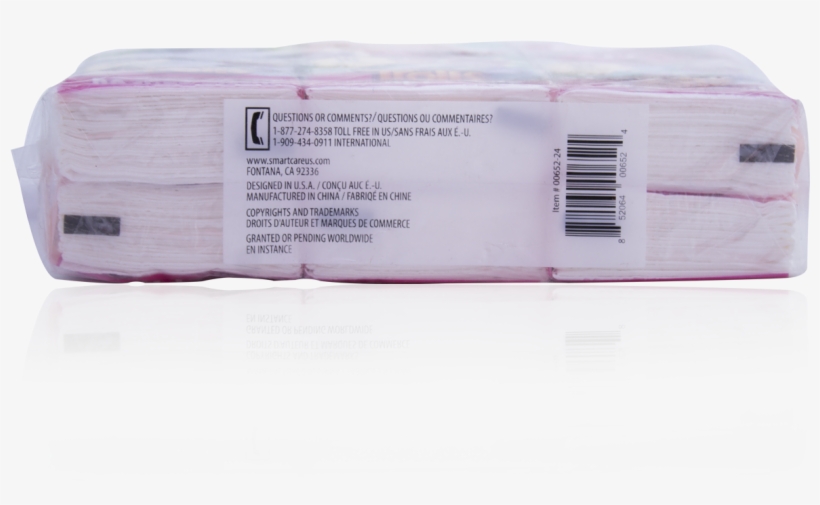 QUESTIONS OR COMMENTS?/ QUESTIONS OU COMMENTAIRES?
1-877-274-8358 TOLL FREE IN US/SANS FRAIS AUX É.-U.
1-909-434-0911 INTERNATIONAL
www.smartcareus.com
FONTANA, CA 92336
DESIGNED IN U.S.A. / CONÇU AUC É.-U.
MANUFACTURED IN CHINA / FABRIQÉ EN CHINE
COPYRIGHTS AND TRADEMARKS
DROITS D'AUTEUR ET MARQUES DE COMMERCE
GRANTED OR PENDING WORLDWIDE
EN INSTANCE
Item # 00652-24
8 52064 00652 4